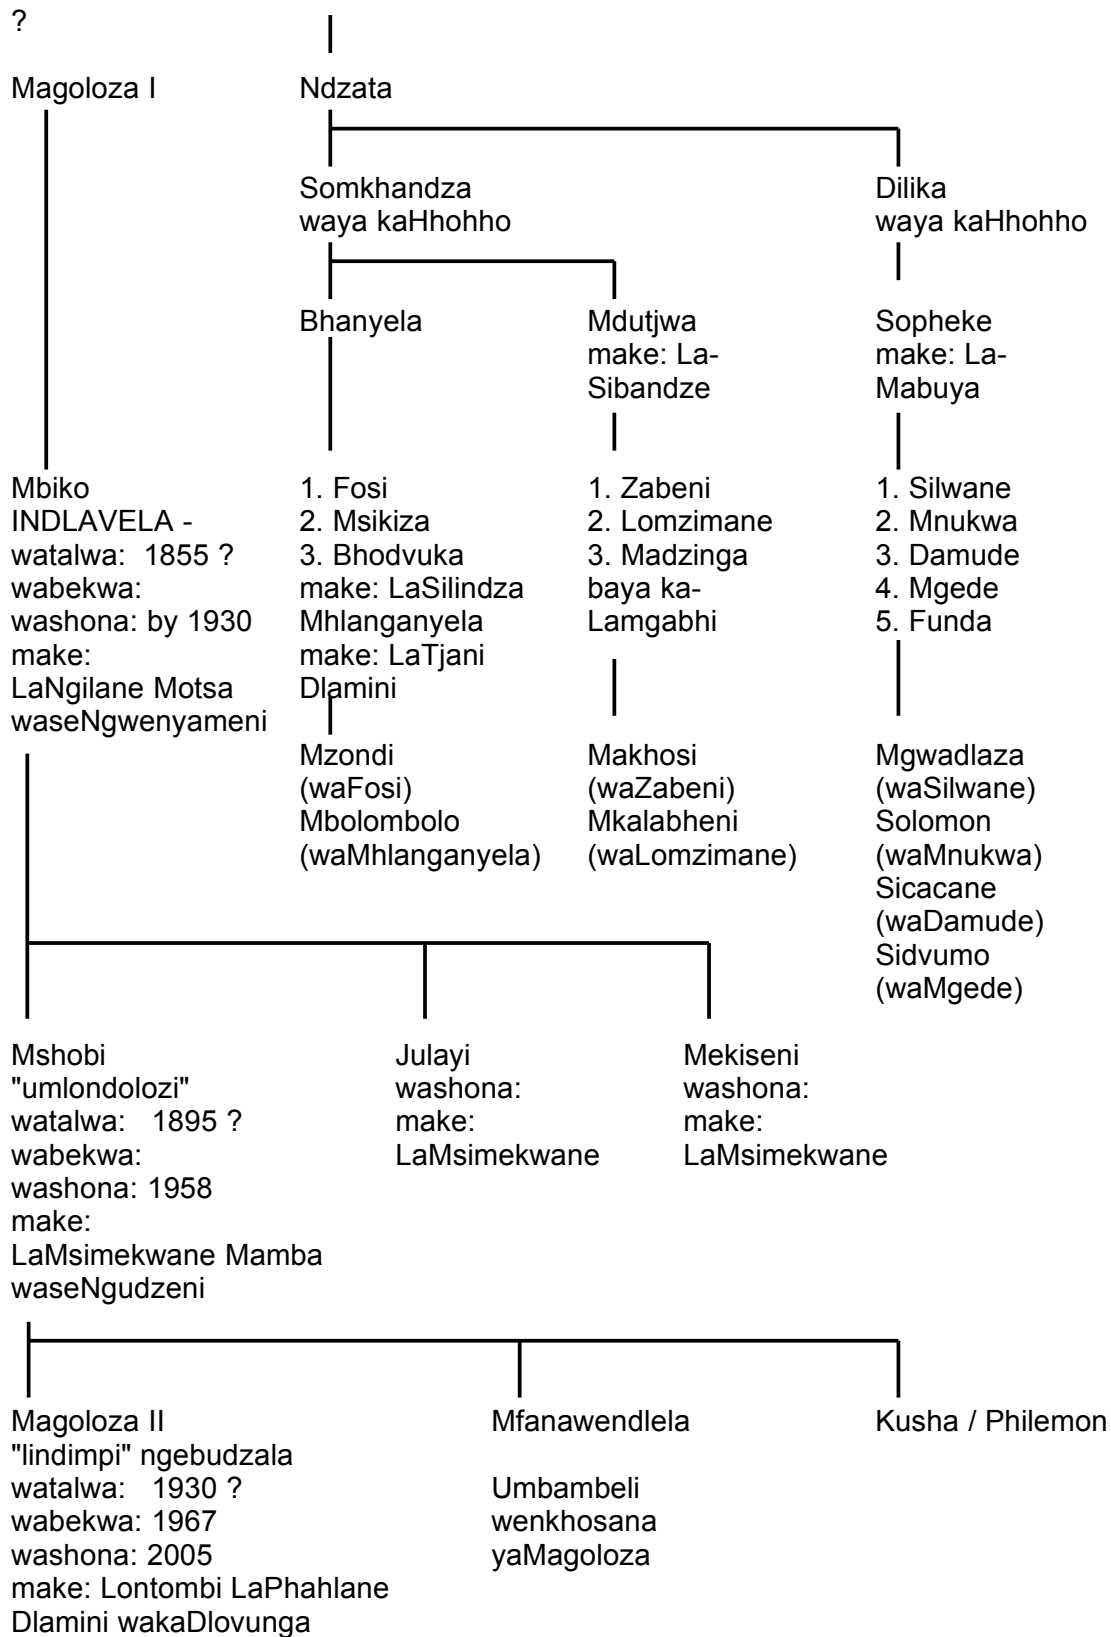 ?
Magoloza I
Ndzata
Somkhandza
waya kaHhohho
Dilika
waya kaHhohho
Bhanyela
Mdutjwa
make: La-
Sibandze
Sopheke
make: La-
Mabuya
Mbiko
INDLAVELA -
watalwa: 1855 ?
wabekwa:
washona: by 1930
make:
LaNgilane Motsa
waseNgwenyameni
1. Fosi
2. Msikiza
3. Bhodvuka
make: LaSilindza
Mhlanganyela
make: LaTjani
Dlamini
1. Zabeni
2. Lomzimane
3. Madzinga
baya ka-
Lamgabhi
1. Silwane
2. Mnukwa
3. Damude
4. Mgede
5. Funda
Mzondi
(waFosi)
Mbolombolo
(waMhlanganyela)
Makhosi
(waZabeni)
Mkalabheni
(waLomzimane)
Mgwadlaza
(waSilwane)
Solomon
(waMnukwa)
Sicacane
(waDamude)
Sidvumo
(waMgede)
Mshobi
"umlondolozi"
watalwa: 1895 ?
wabekwa:
washona: 1958
make:
LaMsimekwane Mamba
waseNgudzeni
Julayi
washona:
make:
LaMsimekwane
Mekiseni
washona:
make:
LaMsimekwane
Magoloza II
"lindimpi" ngebudzala
watalwa: 1930 ?
wabekwa: 1967
washona: 2005
make: Lontombi LaPhahlane
Dlamini wakaDlovunga
Mfanawendlela
Umbambeli
wenkhosana
yaMagoloza
Kusha / Philemon